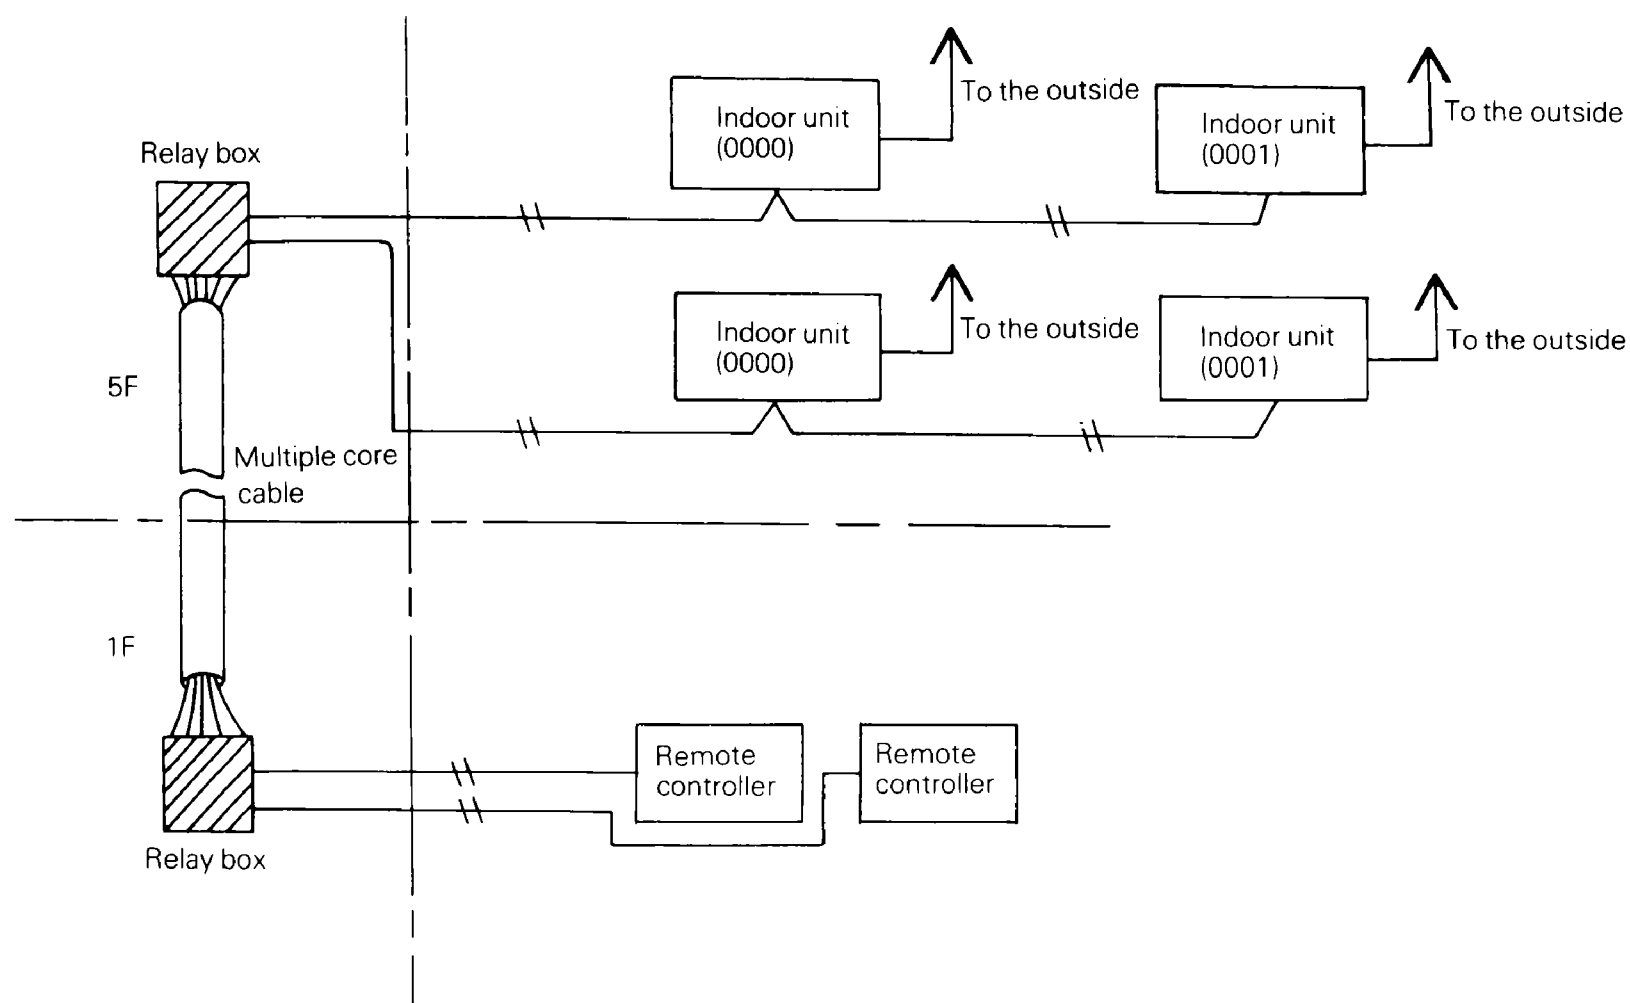 To the outside
Indoor unit
(0000)
To the outside
Indoor unit
(0001)
Relay box
To the outside
Indoor unit
(0000)
To the outside
Indoor unit
(0001)
5F
Multiple core
cable
1F
Remote
controller
Remote
controller
Relay box